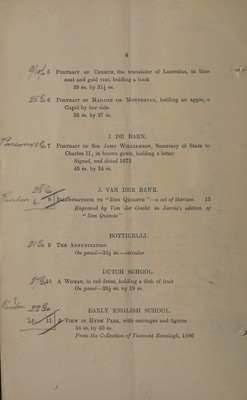 4
5 PORTRAIT OF CREECH, the translator of Lucretius, in blue
coat and gold vest, holding a book
39 in. by 31½ in.
6 PORTRAIT OF MADAME DE MONTESPAN, holding an apple, a
Cupid by her side
35 in. by 27 in.
J. DE BAEN.
7 PORTRAIT OF SIR JOHN WILLIAMSON, Secretary of State to
Charles II., in brown gown, holding a letter
Signed, and dated 1675
45 in. by 34 in.
J. VAN DER BANK.
8 ILLUSTRATIONS TO "DON QUIXOTE"—a set of thirteen 13
Engraved by Van der Gucht in Jarvis's edition of
"Don Quixote"
BOTTICELLI.
9 THE ANNUNCIATION
On panel—33½ in.—circular
DUTCH SCHOOL.
10 A WOMAN, in red dress, holding a dish of fruit
On panel—33½ in. by 19 in.
EARLY ENGLISH SCHOOL.
11 A VIEW IN HYDE PARK, with carriages and figures
34 in. by 50 in.
From the Collection of Viscount Ranelagh, 1886